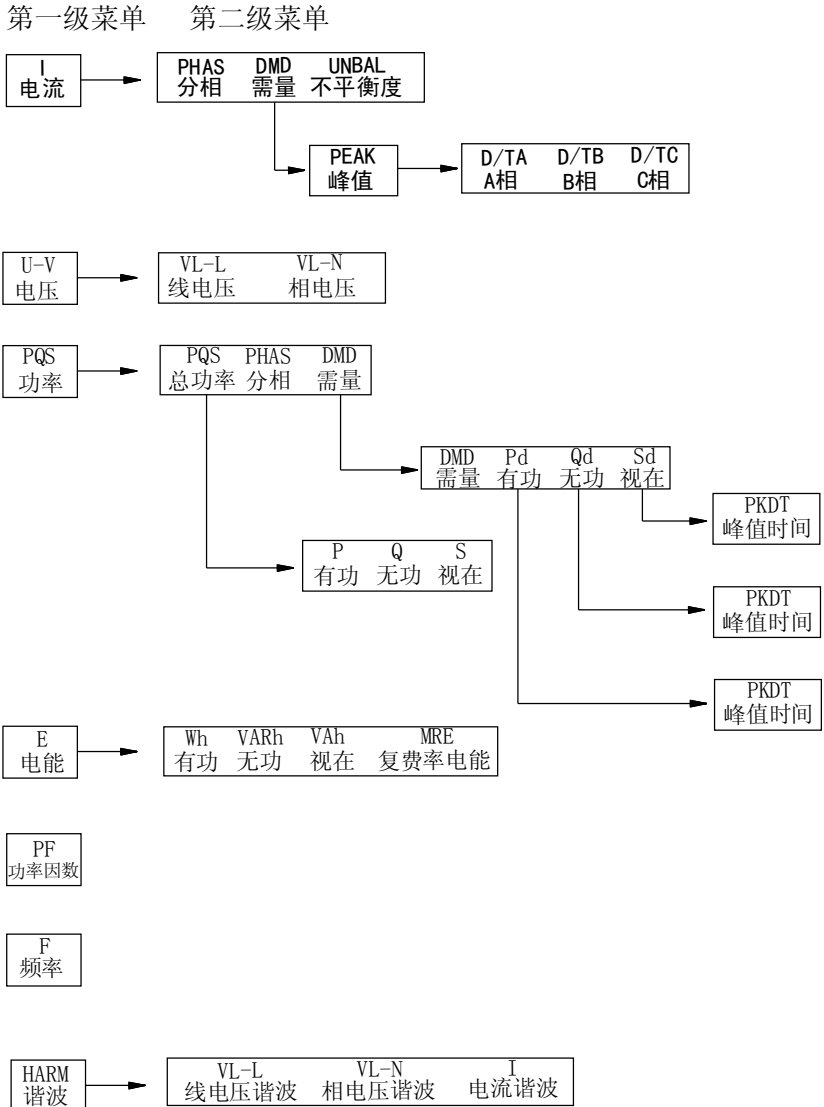 第一级菜单 第二级菜单
I
电流
PHAS DMD UNBAL
分相 需量 不平衡度
PEAK
峰值
D/TA D/TB D/TC
A相 B相 C相
U-V
电压
VL-L VL-N
线电压 相电压
PQS
功率
PQS PHAS DMD
总功率 分相 需量
DMD Pd Qd Sd
需量 有功 无功 视在
PKDT
峰值时间
P Q S
有功 无功 视在
PKDT
峰值时间
PKDT
峰值时间
E
电能
Wh VARh VAh MRE
有功 无功 视在 复费率电能
PF
功率因数
F
频率
HARM
谐波
VL-L VL-N I
线电压谐波 相电压谐波 电流谐波